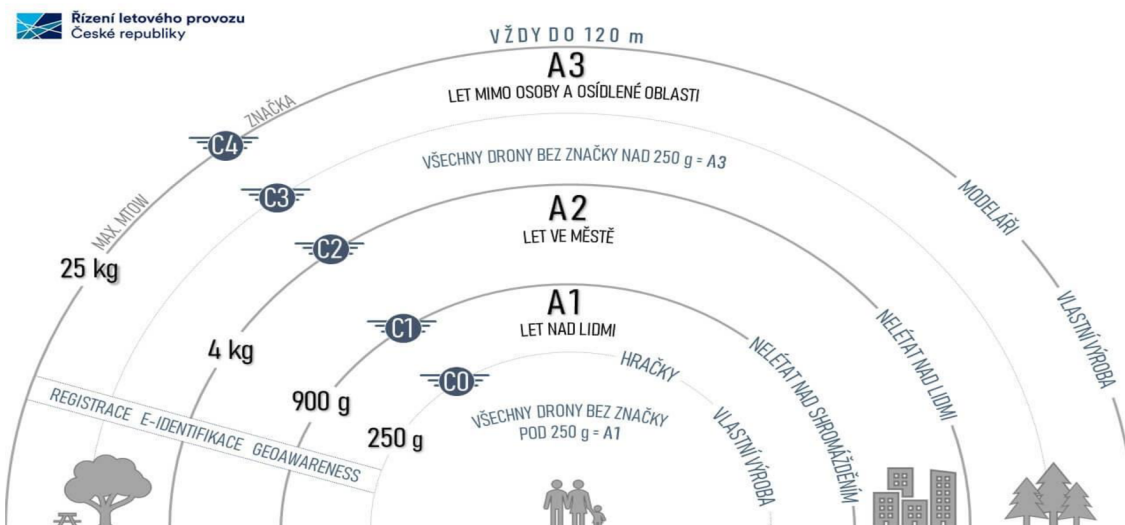 Řízení letového provozu
České republiky
VŽDY DO 120 m
A3
LET MIMO OSOBY A OSÍDLENÉ OBLASTI
ZNAČKA
C4
VŠECHNY DRONY BEZ ZNAČKY NAD 250 g = A3
C3
MODELÁŘI
MAX. MTOW
A2
LET VE MĚSTĚ
C2
25 kg
A1
LET NAD LIDMI
C1
VLASTNÍ VÝROBA
4 kg
NELÉTAT NAD LIDMI
NELÉTAT NAD SHROMÁŽDĚNÍM
HRAČKY
C0
900 g
REGISTRACE E-IDENTIFIKACE GEOAWARENESS
VŠECHNY DRONY BEZ ZNAČKY
POD 250 g = A1
250 g
VLASTNÍ VÝROBA